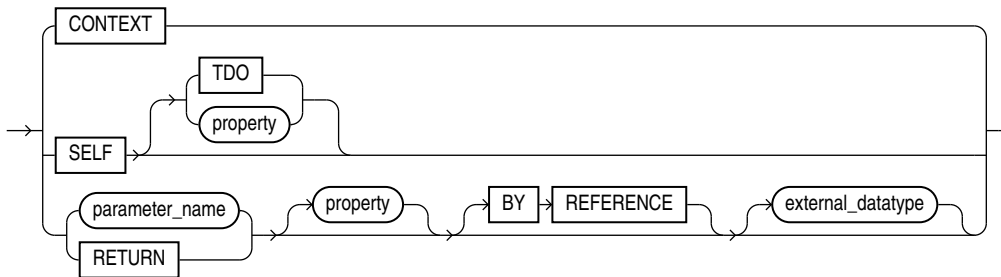 CONTEXT
TDO
property
SELF
parameter_name property BY REFERENCE external_datatype
RETURN